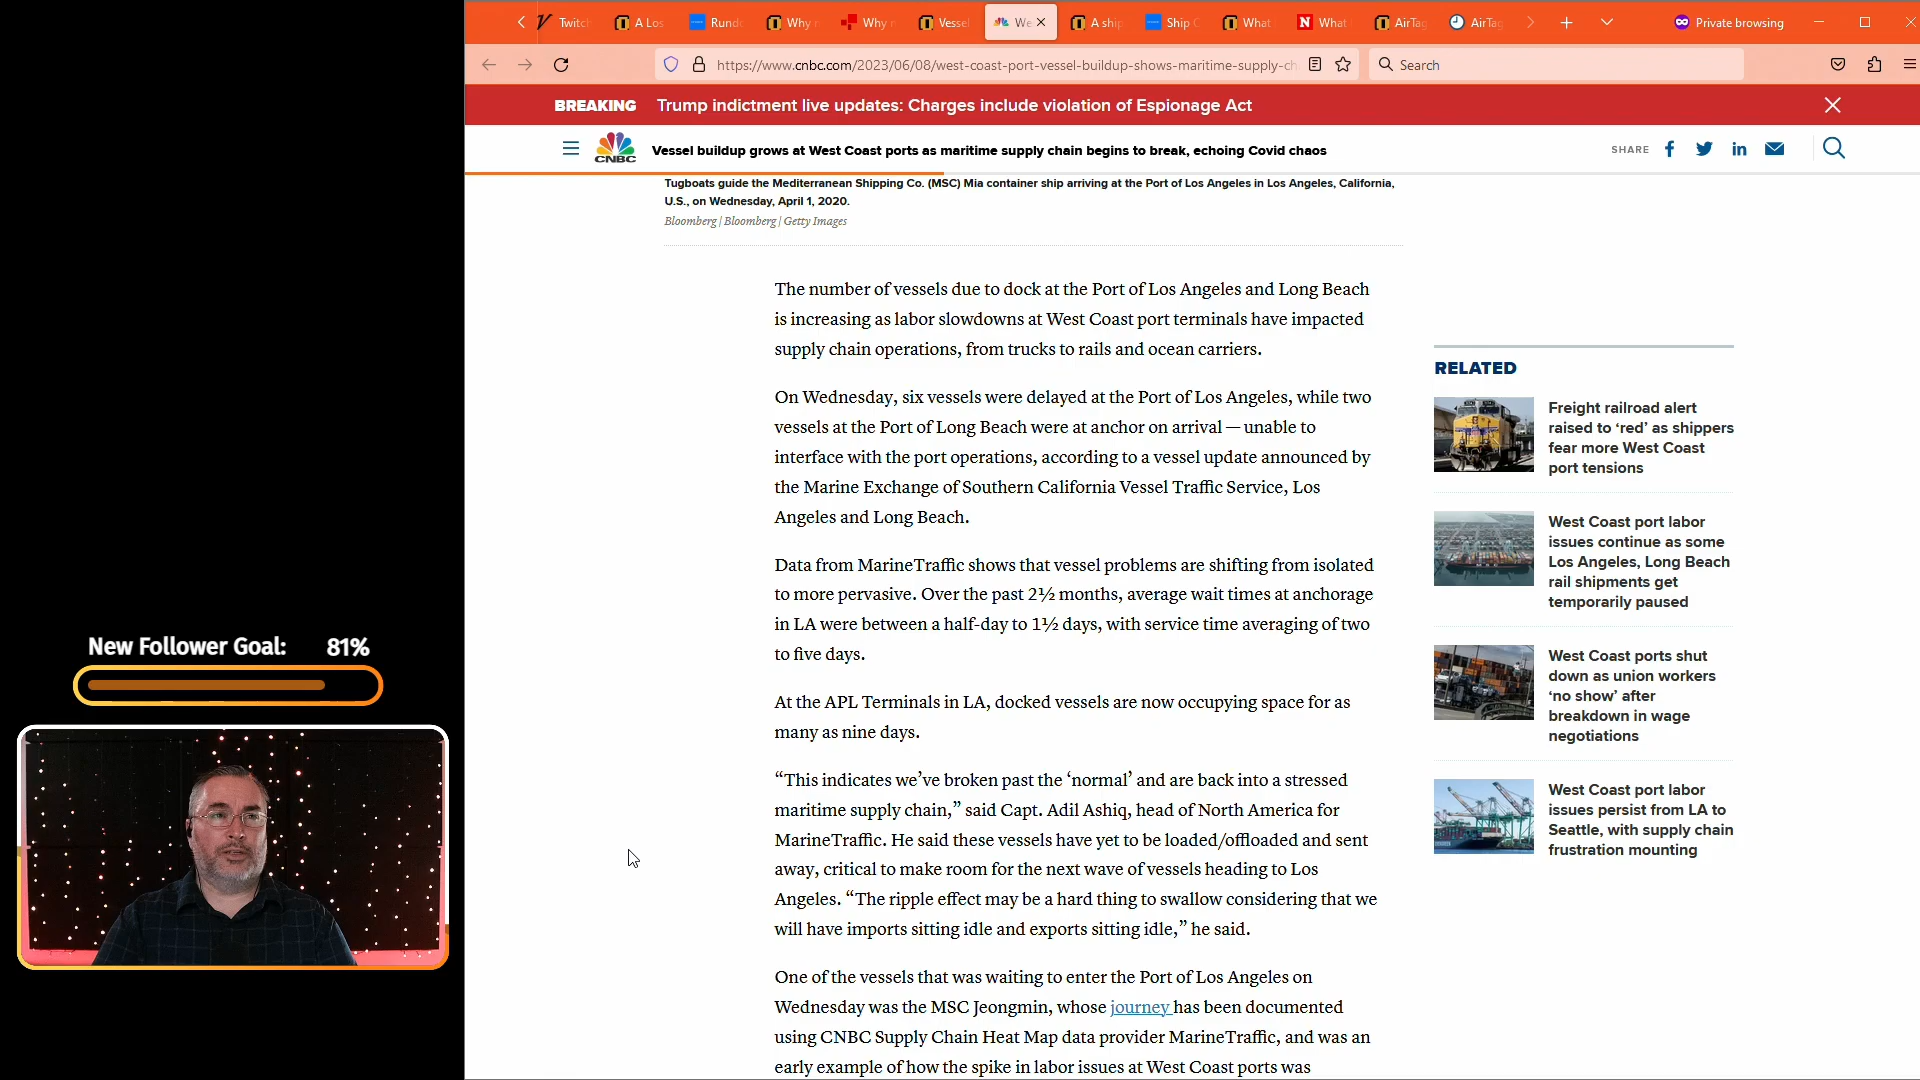 Twitch
A Los
Rund
Why
Why
Vessel
We
A ship
Ship C
What
What
AirTag
AirTag
Private browsing
https://www.cnbc.com/2023/06/08/west-coast-port-vessel-buildup-shows-maritime-supply-ch
Search
BREAKING Trump indictment live updates: Charges include violation of Espionage Act
CNBC
Vessel buildup grows at West Coast ports as maritime supply chain begins to break, echoing Covid chaos
SHARE
Tugboats guide the Mediterranean Shipping Co. (MSC) Mia container ship arriving at the Port of Los Angeles in Los Angeles, California,
U.S., on Wednesday, April 1, 2020.
Bloomberg | Bloomberg | Getty Images
The number of vessels due to dock at the Port of Los Angeles and Long Beach
is increasing as labor slowdowns at West Coast port terminals have impacted
supply chain operations, from trucks to rails and ocean carriers.
On Wednesday, six vessels were delayed at the Port of Los Angeles, while two
vessels at the Port of Long Beach were at anchor on arrival — unable to
interface with the port operations, according to a vessel update announced by
the Marine Exchange of Southern California Vessel Traffic Service, Los
Angeles and Long Beach.
Data from MarineTraffic shows that vessel problems are shifting from isolated
to more pervasive. Over the past 2½ months, average wait times at anchorage
in LA were between a half-day to 1½ days, with service time averaging of two
to five days.
At the APL Terminals in LA, docked vessels are now occupying space for as
many as nine days.
“This indicates we’ve broken past the ‘normal’ and are back into a stressed
maritime supply chain,” said Capt. Adil Ashiq, head of North America for
MarineTraffic. He said these vessels have yet to be loaded/offloaded and sent
away, critical to make room for the next wave of vessels heading to Los
Angeles. “The ripple effect may be a hard thing to swallow considering that we
will have imports sitting idle and exports sitting idle,” he said.
One of the vessels that was waiting to enter the Port of Los Angeles on
Wednesday was the MSC Jeongmin, whose journey has been documented
using CNBC Supply Chain Heat Map data provider MarineTraffic, and was an
early example of how the spike in labor issues at West Coast ports was
RELATED
Freight railroad alert
raised to ‘red’ as shippers
fear more West Coast
port tensions
West Coast port labor
issues continue as some
Los Angeles, Long Beach
rail shipments get
temporarily paused
West Coast ports shut
down as union workers
‘no show’ after
breakdown in wage
negotiations
West Coast port labor
issues persist from LA to
Seattle, with supply chain
frustration mounting
New Follower Goal: 81%